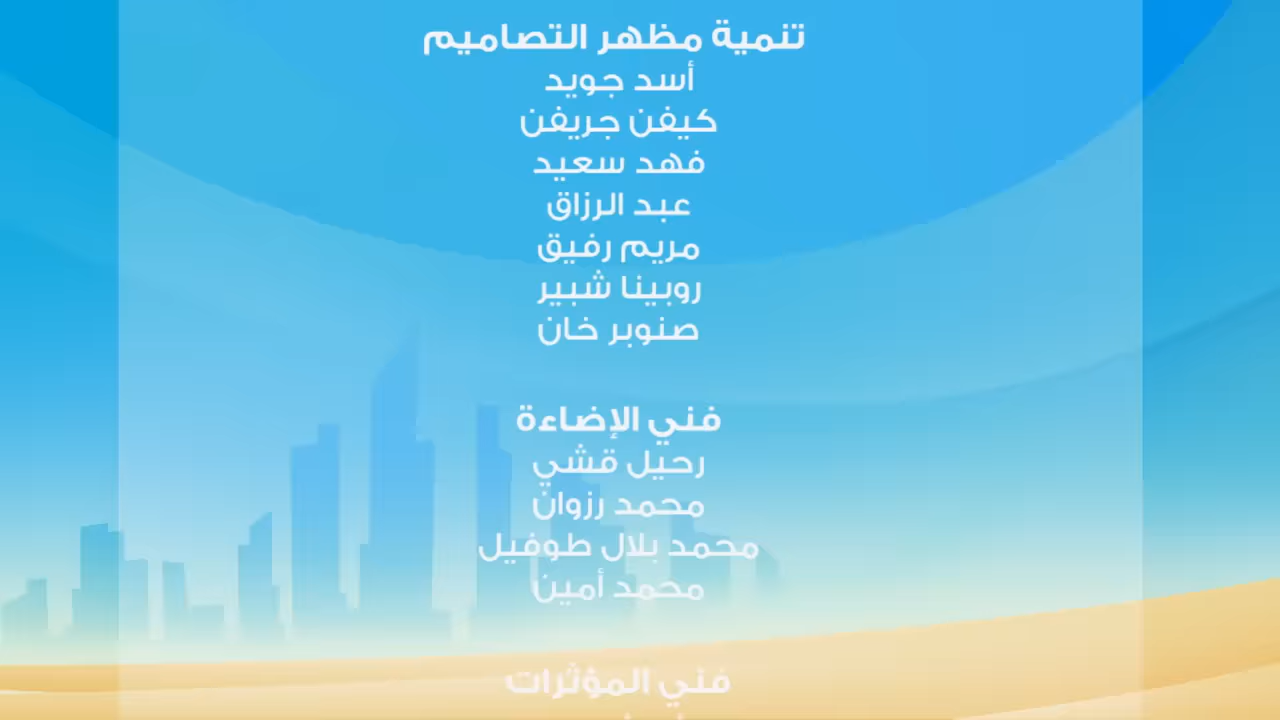 تنمية مظهر التصاميم
أسد جويد
كيفن جريفن
فهد سعيد
عبد الرزاق
مريم رفيق
روبينا شبير
صنوبر خان
فني الإضاءة
رحيل قشي
محمد رزوان
محمد بلال طوفيل
محمد أمين
فني المؤثرات